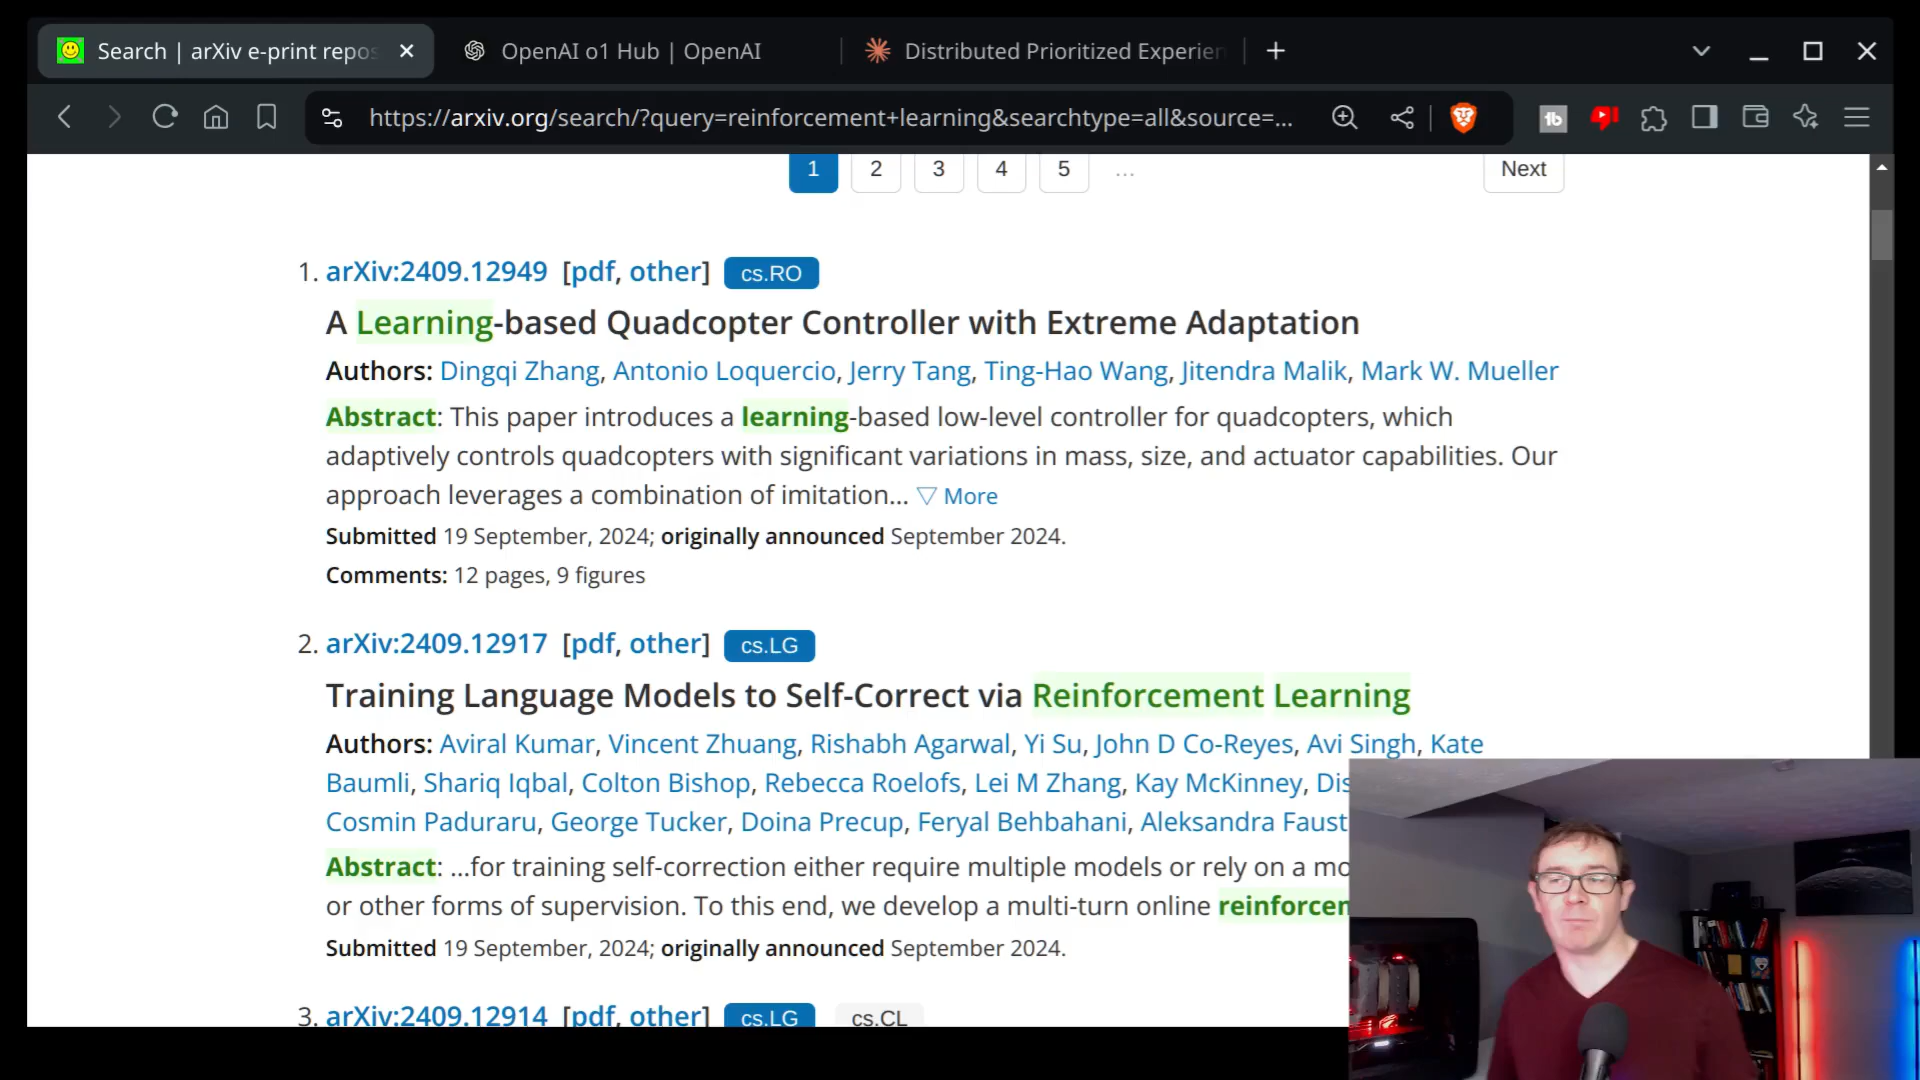 Search | arXiv e-print repos
OpenAI o1 Hub | OpenAI
Distributed Prioritized Experien
https://arxiv.org/search/?query=reinforcement+learning&searchtype=all&source=...
1b
1
2
3
4
5
...
Next
1. arXiv:2409.12949 [pdf, other] cs.RO
A Learning-based Quadcopter Controller with Extreme Adaptation
Authors: Dingqi Zhang, Antonio Loquercio, Jerry Tang, Ting-Hao Wang, Jitendra Malik, Mark W. Mueller
Abstract: This paper introduces a learning-based low-level controller for quadcopters, which
adaptively controls quadcopters with significant variations in mass, size, and actuator capabilities. Our
approach leverages a combination of imitation... ▽ More
Submitted 19 September, 2024; originally announced September 2024.
Comments: 12 pages, 9 figures
2. arXiv:2409.12917 [pdf, other] cs.LG
Training Language Models to Self-Correct via Reinforcement Learning
Authors: Aviral Kumar, Vincent Zhuang, Rishabh Agarwal, Yi Su, John D Co-Reyes, Avi Singh, Kate
Baumli, Shariq Iqbal, Colton Bishop, Rebecca Roelofs, Lei M Zhang, Kay McKinney, Dis
Cosmin Paduraru, George Tucker, Doina Precup, Feryal Behbahani, Aleksandra Faust
Abstract: ...for training self-correction either require multiple models or rely on a mo
or other forms of supervision. To this end, we develop a multi-turn online reinforcem
Submitted 19 September, 2024; originally announced September 2024.
3. arXiv:2409.12914 [pdf, other] cs.LG cs.CL